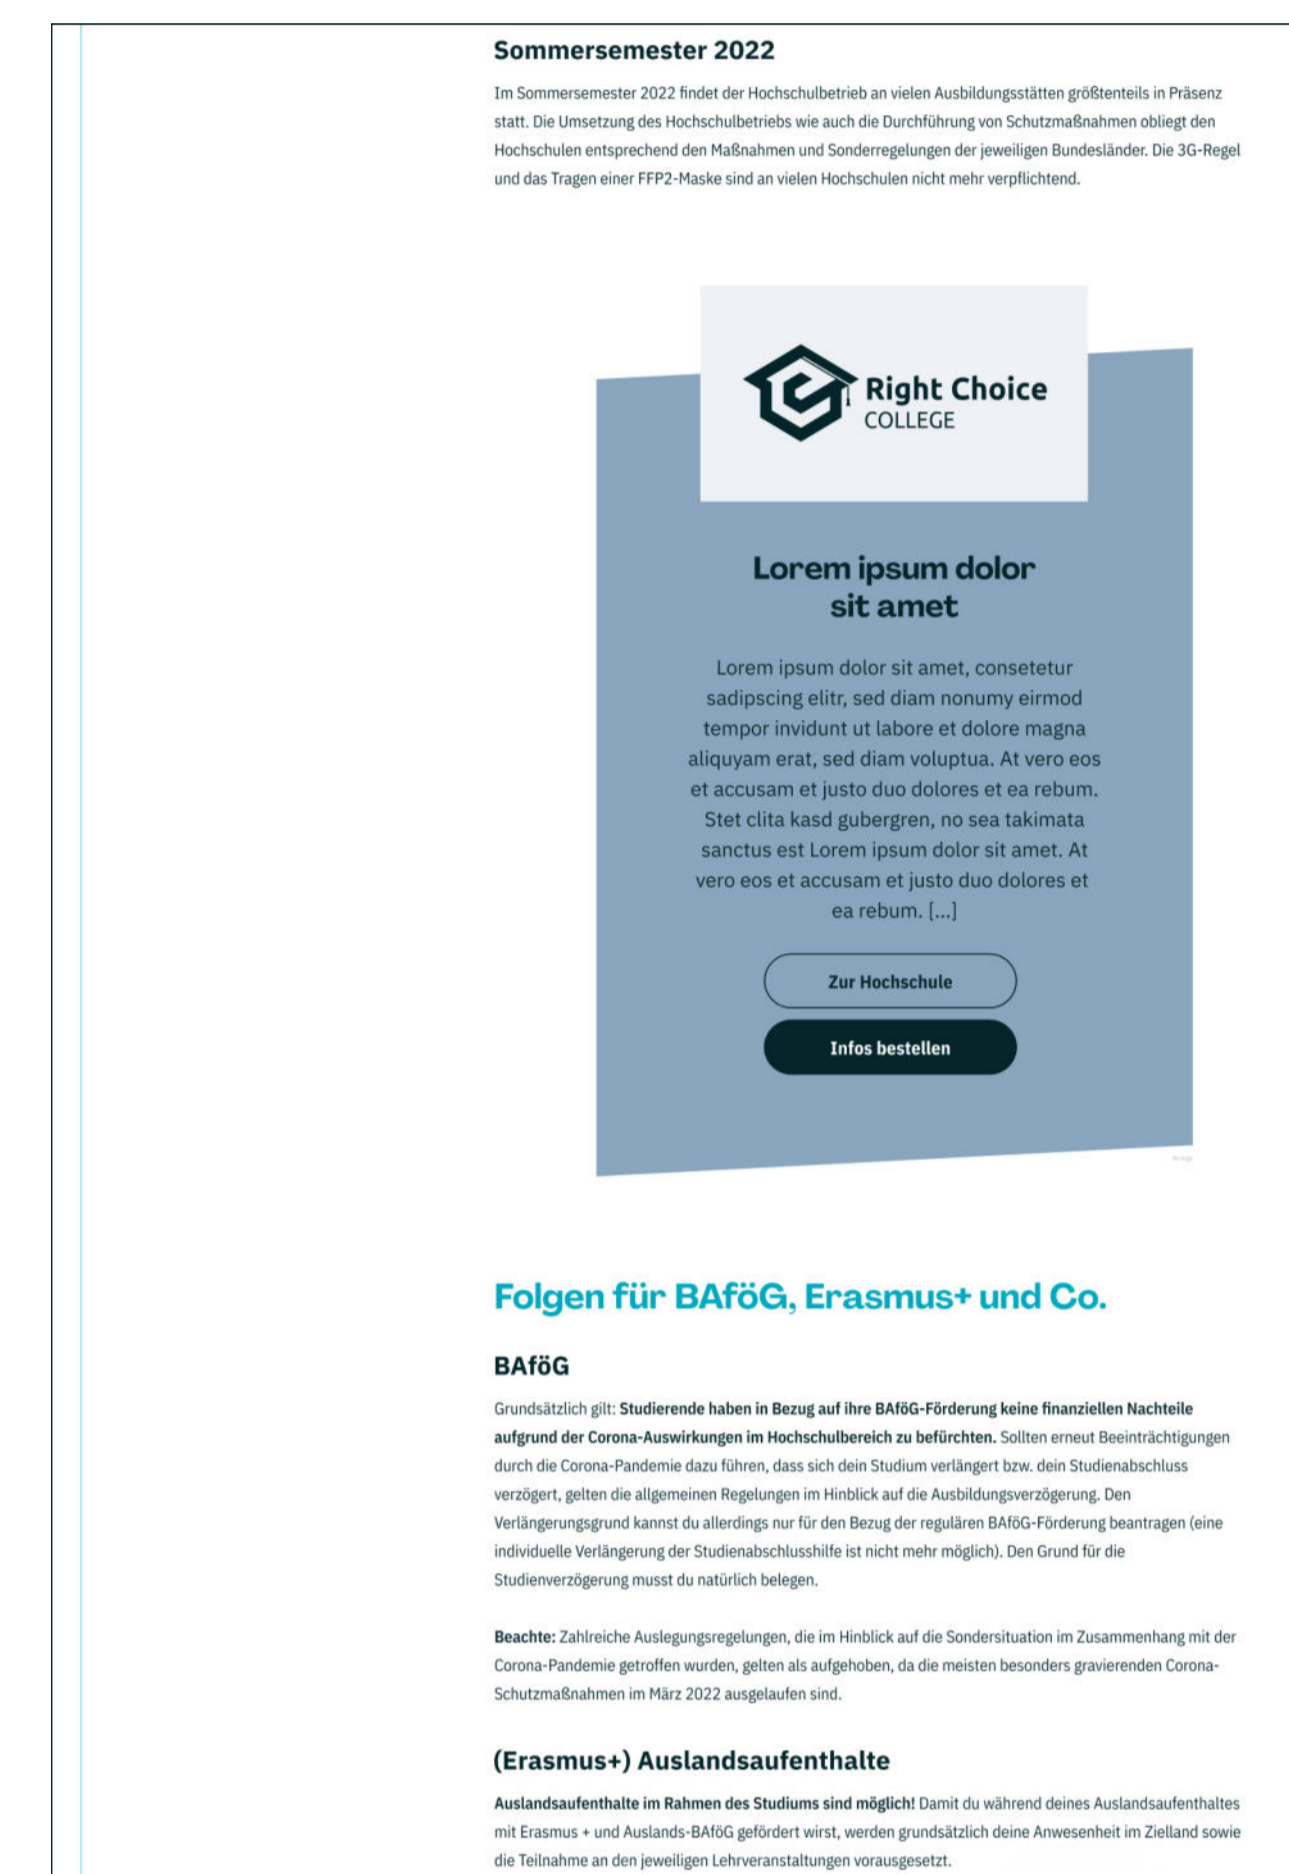 Sommersemester 2022
Im Sommersemester 2022 findet der Hochschulbetrieb an vielen Ausbildungsstätten größtenteils in Präsenz
statt. Die Umsetzung des Hochschulbetriebs wie auch die Durchführung von Schutzmaßnahmen obliegt den
Hochschulen entsprechend den Maßnahmen und Sonderregelungen der jeweiligen Bundesländer. Die 3G-Regel
und das Tragen einer FFP2-Maske sind an vielen Hochschulen nicht mehr verpflichtend.
Right Choice
COLLEGE
Lorem ipsum dolor
sit amet
Lorem ipsum dolor sit amet, consetetur
sadipscing elitr, sed diam nonumy eirmod
tempor invidunt ut labore et dolore magna
aliquyam erat, sed diam voluptua. At vero eos
et accusam et justo duo dolores et ea rebum.
Stet clita kasd gubergren, no sea takimata
sanctus est Lorem ipsum dolor sit amet. At
vero eos et accusam et justo duo dolores et
ea rebum. [...]
Zur Hochschule
Infos bestellen
Folgen für BAföG, Erasmus+ und Co.
BAföG
Grundsätzlich gilt: Studierende haben in Bezug auf ihre BAföG-Förderung keine finanziellen Nachteile
aufgrund der Corona-Auswirkungen im Hochschulbereich zu befürchten. Sollten erneut Beeinträchtigungen
durch die Corona-Pandemie dazu führen, dass sich dein Studium verlängert bzw. dein Studienabschluss
verzögert, gelten die allgemeinen Regelungen im Hinblick auf die Ausbildungsverzögerung. Den
Verlängerungsgrund kannst du allerdings nur für den Bezug der regulären BAföG-Förderung beantragen (eine
individuelle Verlängerung der Studienabschlusshilfe ist nicht mehr möglich). Den Grund für die
Studienverzögerung musst du natürlich belegen.
Beachte: Zahlreiche Auslegungsregelungen, die im Hinblick auf die Sondersituation im Zusammenhang mit der
Corona-Pandemie getroffen wurden, gelten als aufgehoben, da die meisten besonders gravierenden Corona-
Schutzmaßnahmen im März 2022 ausgelaufen sind.
(Erasmus+) Auslandsaufenthalte
Auslandsaufenthalte im Rahmen des Studiums sind möglich! Damit du während deines Auslandsaufenthaltes
mit Erasmus + und Auslands-BAföG gefördert wirst, werden grundsätzlich deine Anwesenheit im Zielland sowie
die Teilnahme an den jeweiligen Lehrveranstaltungen vorausgesetzt.